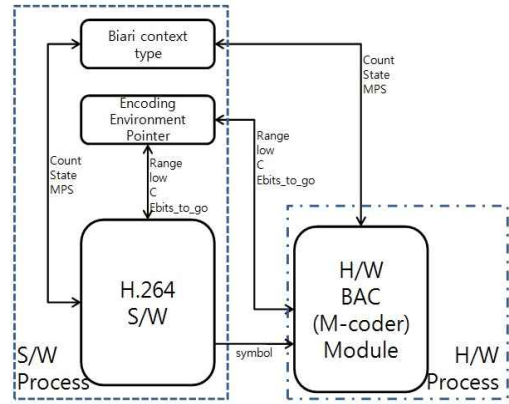 Biari context
type
Encoding
Environment
Pointer
Count
State
MPS
Range
low
C
Ebits_to_go
Range
low
C
Ebits_to_go
Count
State
MPS
H.264
S/W
symbol
H/W
BAC
(M-coder)
Module
S/W
Process
H/W
Process